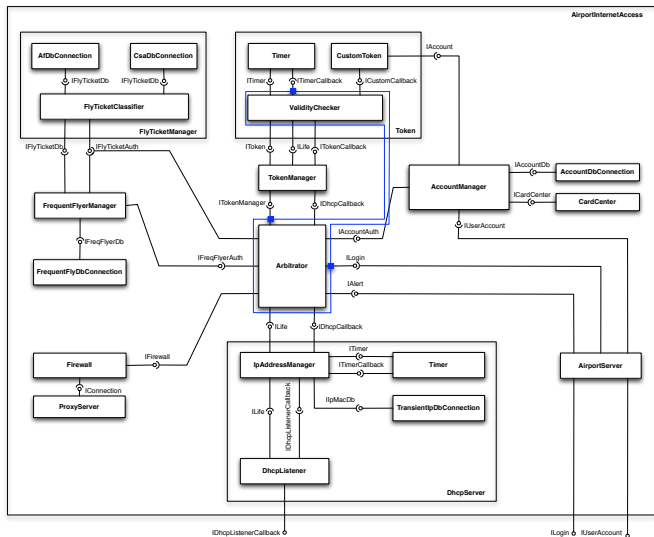 AirportInternetAccess
AfDbConnection
CsaDbConnection
Timer
CustomToken
IAccount
IFlyTicketDb
IFlyTicketDb
ITimer
ITimerCallback
ICustomCallback
FlyTicketClassifier
ValidityChecker
FlyTicketManager
Token
IFlyTicketDb
IFlyTicketAuth
IToken
ILife
ITokenCallback
IAccountDb
AccountDbConnection
TokenManager
AccountManager
ICardCenter
CardCenter
FrequentFlyerManager
ITokenManager
IDhcpCallback
IUserAccount
IAccountAuth
IFreqFlyerDb
IFreqFlyerAuth
Arbitrator
ILogin
FrequentFlyDbConnection
IAlert
ILife
IDhcpCallback
IFirewall
ITimer
Firewall
IpAddressManager
ITimerCallback
Timer
AirportServer
IConnection
ProxyServer
ILife
IDhcpListenerCallback
IIpMacDb
TransientIpDbConnection
DhcpListener
DhcpServer
IDhcpListenerCallback
ILogin
IUserAccount